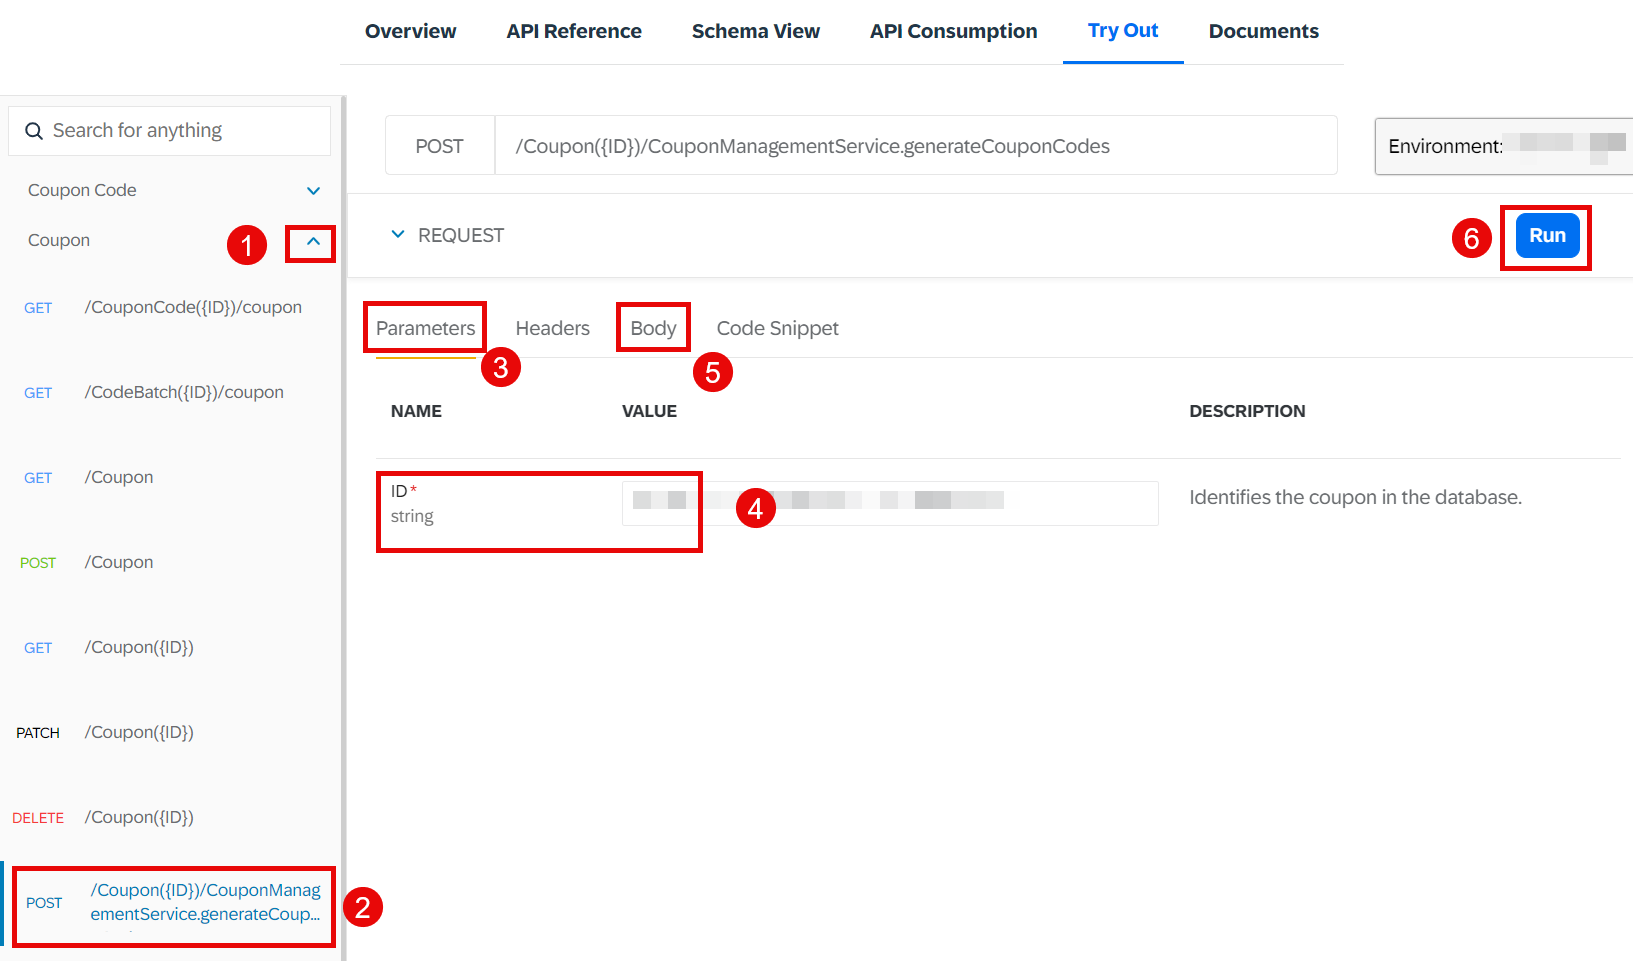 Overview API Reference Schema View API Consumption Try Out Documents
Search for anything
Coupon Code
Coupon
1
GET /CouponCode({ID})/coupon
GET /CodeBatch({ID})/coupon
GET /Coupon
POST /Coupon
GET /Coupon({ID})
PATCH /Coupon({ID})
DELETE /Coupon({ID})
POST /Coupon({ID})/CouponManag
ementService.generateCoup...
2
POST /Coupon({ID})/CouponManagementService.generateCouponCodes
Environment:
REQUEST
6
Run
Parameters Headers Body Code Snippet
3
5
NAME VALUE DESCRIPTION
ID*
string
4
Identifies the coupon in the database.